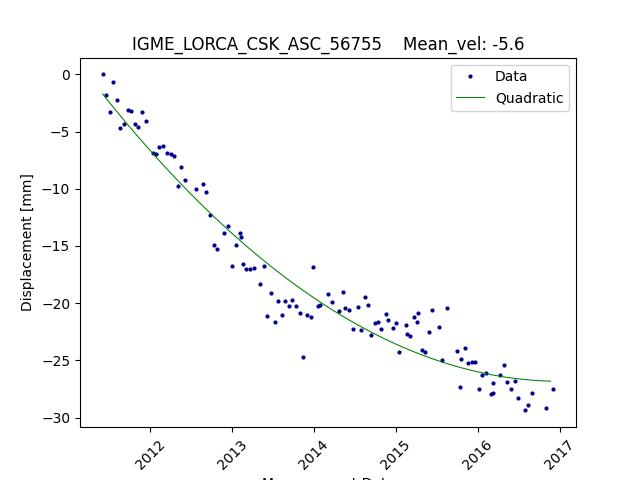 IGME_LORCA_CSK_ASC_56755 Mean_vel: -5.6
Data
Quadratic
0
−5
−10
−15
−20
−25
−30
Displacement [mm]
2012 2013 2014 2015 2016 2017